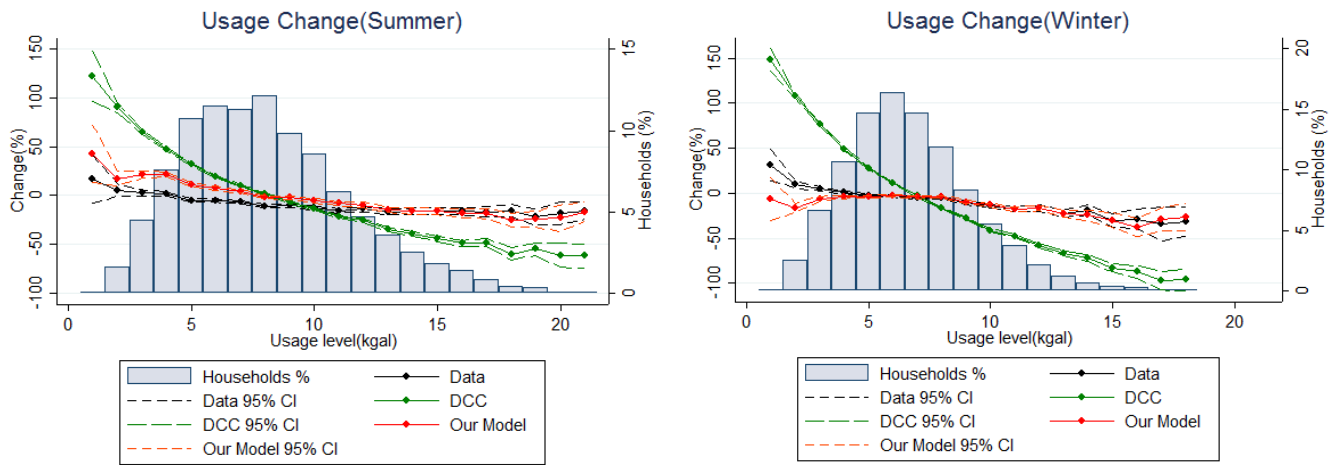 Usage Change(Summer)
150
100
50
0
-50
-100
Change(%)
15
10
5
0
Households (%)
0
5
10
15
20
Usage level(kgal)
Households %
Data
Data 95% CI
DCC
DCC 95% CI
Our Model
Our Model 95% CI
Usage Change(Winter)
150
100
50
0
-50
-100
Change(%)
20
15
10
5
0
Households (%)
0
5
10
15
20
Usage level(kgal)
Households %
Data
Data 95% CI
DCC
DCC 95% CI
Our Model
Our Model 95% CI